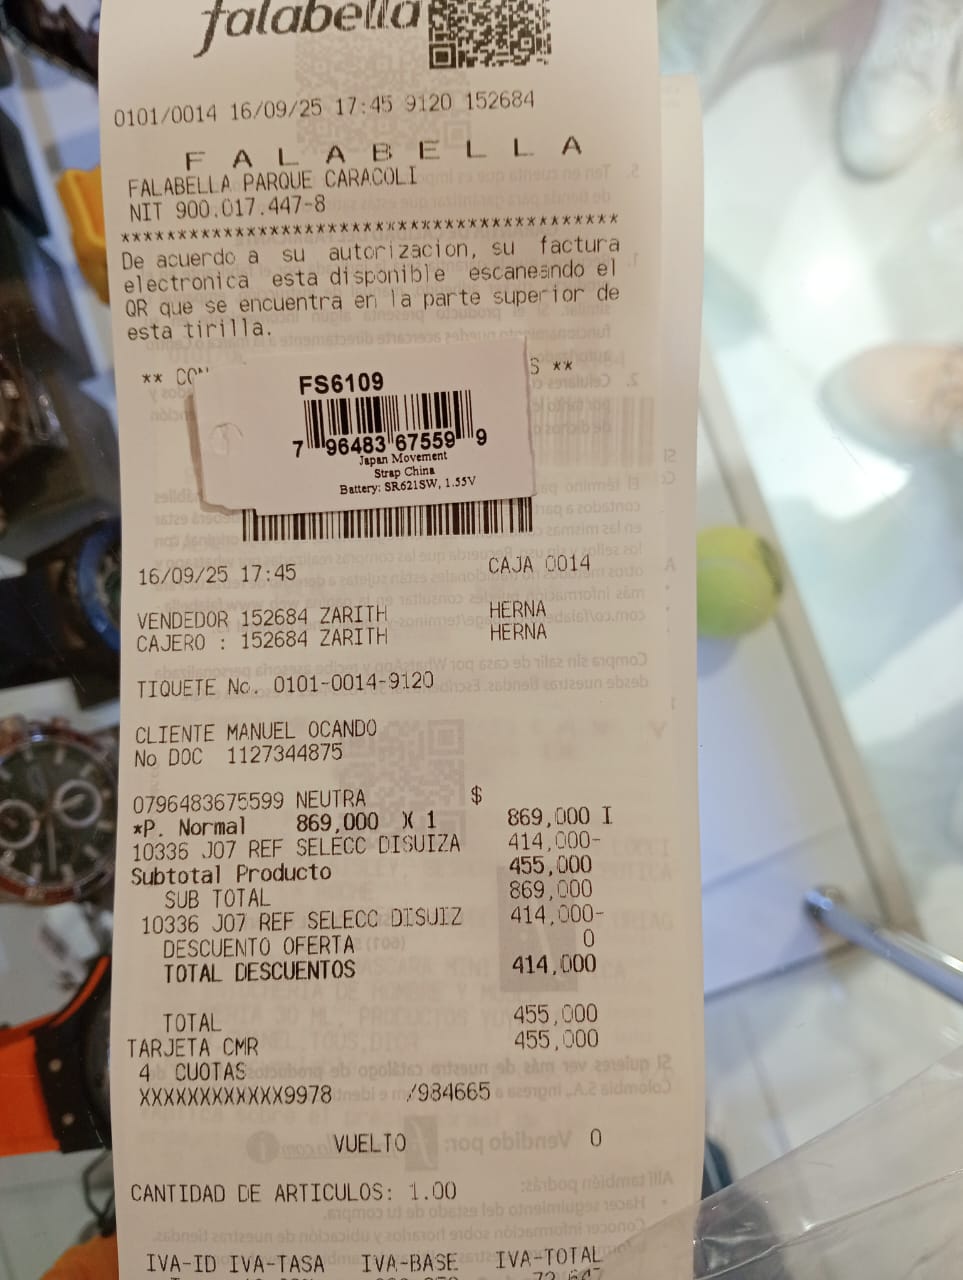 falabella
0101/0014 16/09/25 17:45 9120 152684
F A L A B E L L A
FALABELLA PARQUE CARACOLI
NIT 900.017.447-8
********************************************
De acuerdo a su autorizacion, su factura
electronica esta disponible escaneando el
QR que se encuentra en la parte superior de
esta tirilla.
** CO
S **
FS6109
7 96483 67559 9
Japan Movement
Strap China
Battery: SR621SW, 1.55V
16/09/25 17:45 CAJA 0014
VENDEDOR 152684 ZARITH HERNA
CAJERO : 152684 ZARITH HERNA
TIQUETE No. 0101-0014-9120
CLIENTE MANUEL OCANDO
No DOC 1127344875
0796483675599 NEUTRA $
*P. Normal 869,000 X 1 869,000 I
10336 J07 REF SELECC DISUIZA 414,000-
Subtotal Producto 455,000
SUB TOTAL 869,000
10336 J07 REF SELECC DISUIZ 414,000-
DESCUENTO OFERTA 0
TOTAL DESCUENTOS 414,000
TOTAL 455,000
TARJETA CMR 455,000
4 CUOTAS
XXXXXXXXXXXX9978 /984665
VUELTO 0
CANTIDAD DE ARTICULOS: 1.00
IVA-ID IVA-TASA IVA-BASE IVA-TOTAL